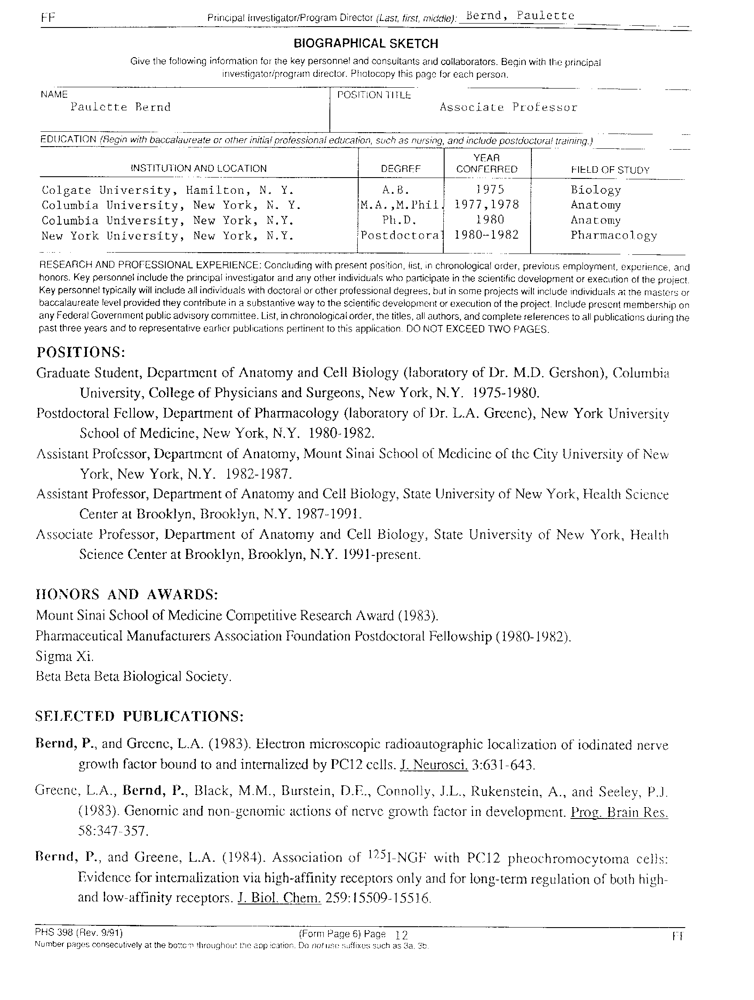 FF Principal Investigator/Program Director (Last, first, middle): Bernd, Paulette
BIOGRAPHICAL SKETCH
Give the following information for the key personnel and consultants and collaborators. Begin with the principal
investigator/program director. Photocopy this page for each person.
NAME POSITION TITLE
Paulette Bernd Associate Professor
EDUCATION (Begin with baccalaureate or other initial professional education, such as nursing, and include postdoctoral training.)
INSTITUTION AND LOCATION DEGREE YEAR CONFERRED FIELD OF STUDY
Colgate University, Hamilton, N. Y. A.B. 1975 Biology
Columbia University, New York, N. Y. M.A.,M.Phil. 1977,1978 Anatomy
Columbia University, New York, N.Y. Ph.D. 1980 Anatomy
New York University, New York, N.Y. Postdoctoral 1980-1982 Pharmacology
RESEARCH AND PROFESSIONAL EXPERIENCE: Concluding with present position, list, in chronological order, previous employment, experience, and
honors. Key personnel include the principal investigator and any other individuals who participate in the scientific development or execution of the project.
Key personnel typically will include all individuals with doctoral or other professional degrees, but in some projects will include individuals at the masters or
baccalaureate level provided they contribute in a substantive way to the scientific development or execution of the project. Include present membership on
any Federal Government public advisory committee. List, in chronological order, the titles, all authors, and complete references to all publications during the
past three years and to representative earlier publications pertinent to this application. DO NOT EXCEED TWO PAGES.
POSITIONS:
Graduate Student, Department of Anatomy and Cell Biology (laboratory of Dr. M.D. Gershon), Columbia
University, College of Physicians and Surgeons, New York, N.Y. 1975-1980.
Postdoctoral Fellow, Department of Pharmacology (laboratory of Dr. L.A. Greene), New York University
School of Medicine, New York, N.Y. 1980-1982.
Assistant Professor, Department of Anatomy, Mount Sinai School of Medicine of the City University of New
York, New York, N.Y. 1982-1987.
Assistant Professor, Department of Anatomy and Cell Biology, State University of New York, Health Science
Center at Brooklyn, Brooklyn, N.Y. 1987-1991.
Associate Professor, Department of Anatomy and Cell Biology, State University of New York, Health
Science Center at Brooklyn, Brooklyn, N.Y. 1991-present.
HONORS AND AWARDS:
Mount Sinai School of Medicine Competitive Research Award (1983).
Pharmaceutical Manufacturers Association Foundation Postdoctoral Fellowship (1980-1982).
Sigma Xi.
Beta Beta Beta Biological Society.
SELECTED PUBLICATIONS:
Bernd, P., and Greene, L.A. (1983). Electron microscopic radioautographic localization of iodinated nerve
growth factor bound to and internalized by PC12 cells. J. Neurosci. 3:631-643.
Greene, L.A., Bernd, P., Black, M.M., Burstein, D.E., Connolly, J.L., Rukenstein, A., and Seeley, P.J.
(1983). Genomic and non-genomic actions of nerve growth factor in development. Prog. Brain Res.
58:347-357.
Bernd, P., and Greene, L.A. (1984). Association of 125I-NGF with PC12 pheochromocytoma cells:
Evidence for internalization via high-affinity receptors only and for long-term regulation of both high-
and low-affinity receptors. J. Biol. Chem. 259:15509-15516.
PHS 398 (Rev. 9/91) (Form Page 6) Page 12 FF
Number pages consecutively at the bottom throughout the application. Do not use suffixes such as 3a, 3b.